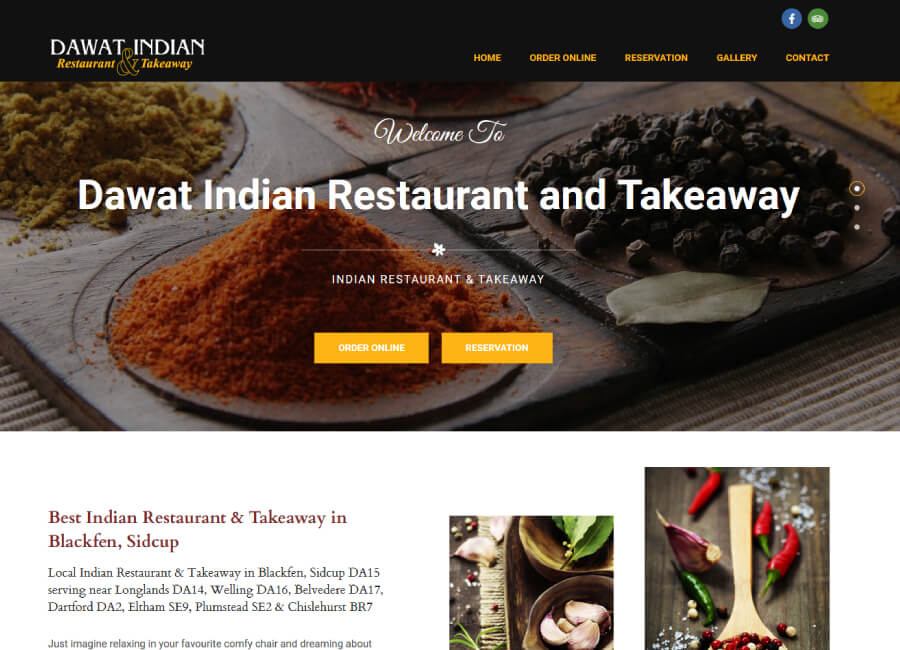 DAWAT INDIAN
Restaurant & Takeaway
HOME
ORDER ONLINE
RESERVATION
GALLERY
CONTACT
Welcome To
Dawat Indian Restaurant and Takeaway
INDIAN RESTAURANT & TAKEAWAY
ORDER ONLINE
RESERVATION
Best Indian Restaurant & Takeaway in
Blackfen, Sidcup
Local Indian Restaurant & Takeaway in Blackfen, Sidcup DA15
serving near Longlands DA14, Welling DA16, Belvedere DA17,
Dartford DA2, Eltham SE9, Plumstead SE2 & Chislehurst BR7
Just imagine relaxing in your favourite comfy chair and dreaming about